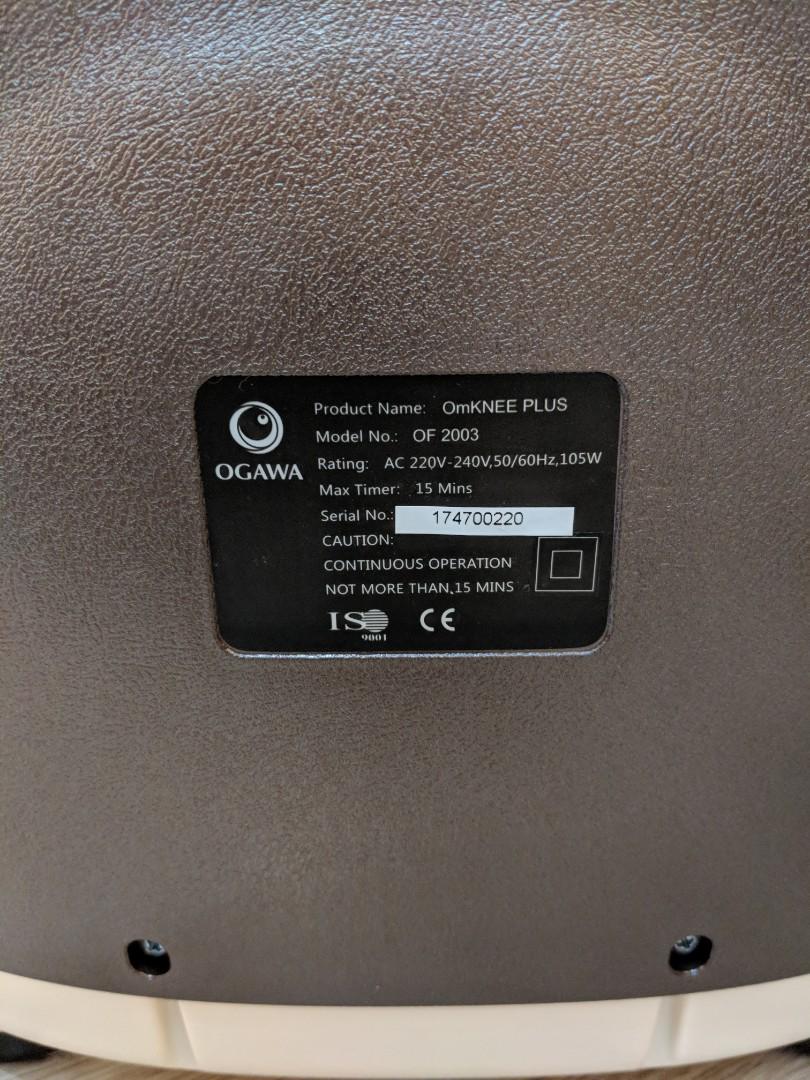 OGAWA
Product Name: OmKNEE PLUS
Model No.: OF 2003
Rating: AC 220V-240V,50/60Hz,105W
Max Timer: 15 Mins
Serial No.: 174700220
CAUTION:
CONTINUOUS OPERATION
NOT MORE THAN 15 MINS
ISO CE
9001